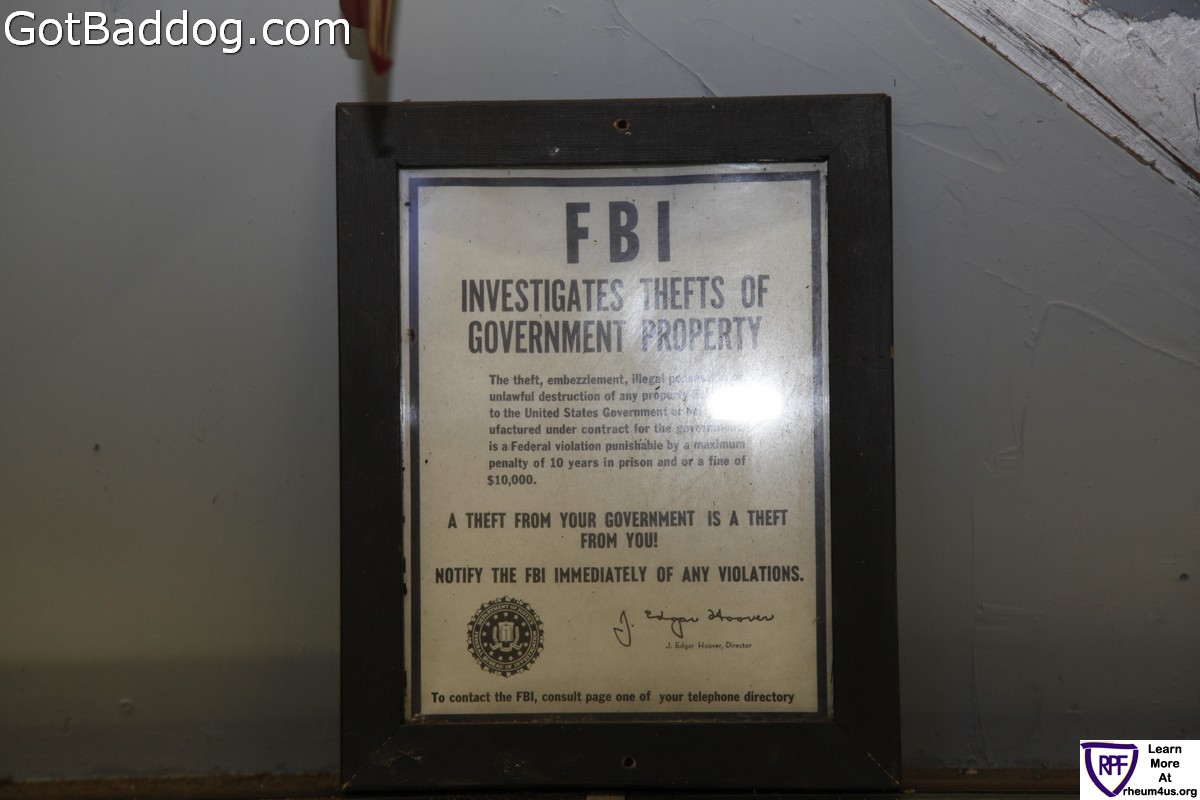 GotBaddog.com
FBI
INVESTIGATES THEFTS OF
GOVERNMENT PROPERTY
The theft, embezzlement, illegal
unlawful destruction of any property
to the United States Government
ufactured under contract for the government
is a Federal violation punishable by a maximum
penalty of 10 years in prison and or a fine of
$10,000.
A THEFT FROM YOUR GOVERNMENT IS A THEFT
FROM YOU!
NOTIFY THE FBI IMMEDIATELY OF ANY VIOLATIONS.
J. Edgar Hoover
J. Edgar Hoover, Director
To contact the FBI, consult page one of your telephone directory
RPF
Learn
More
At
rheum4us.org